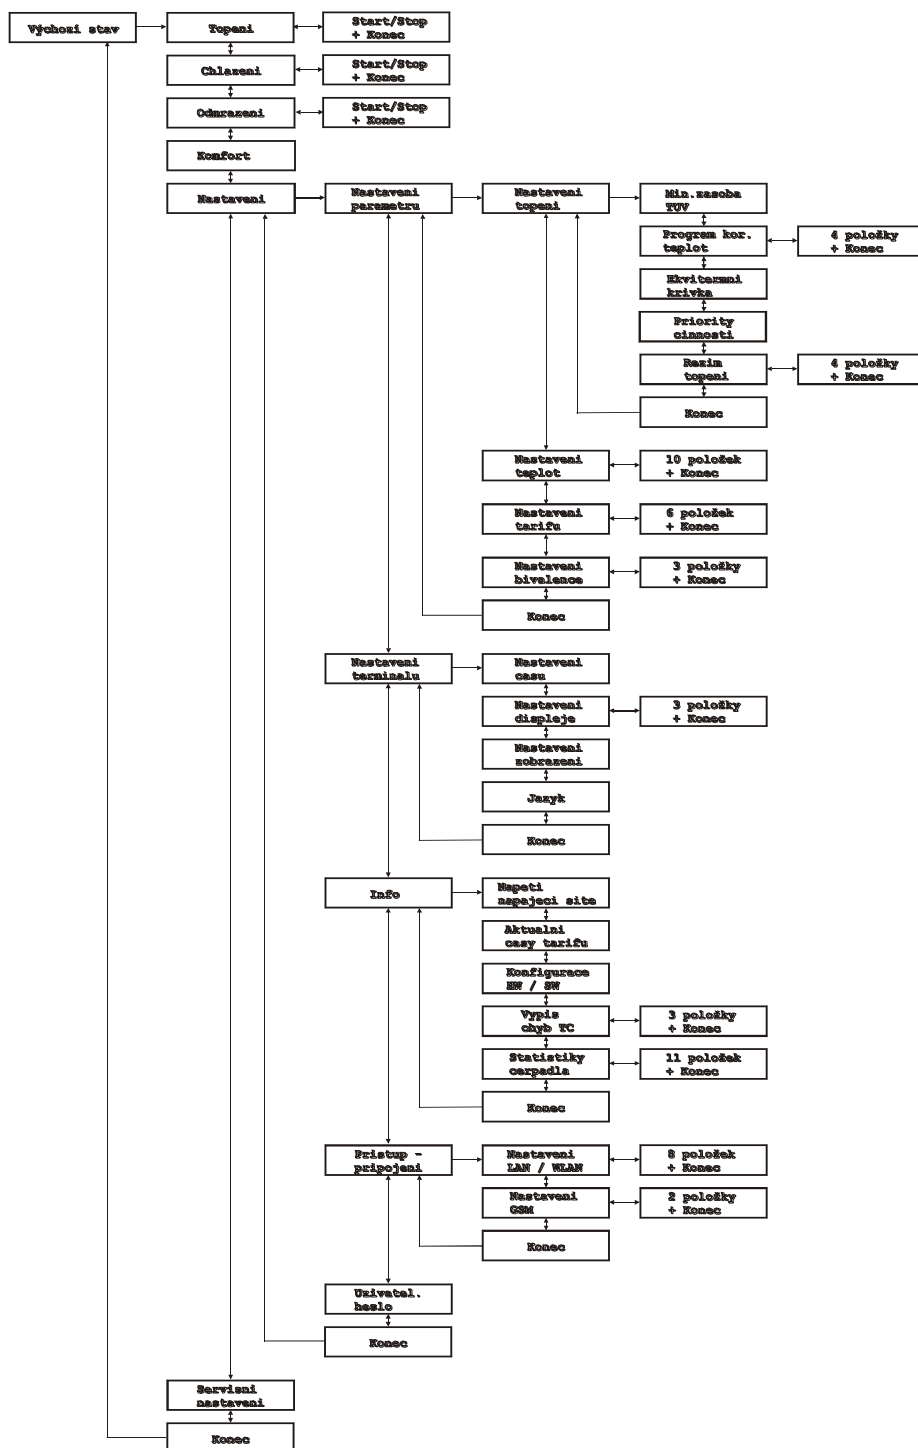 Výchozí stav
Topeni
Start/Stop
+ Konec
Chlazeni
Start/Stop
+ Konec
Odmrazeni
Start/Stop
+ Konec
Komfort
Nastaveni
Nastaveni
parametru
Nastaveni
topeni
Min.zasoba
TUV
Program kor.
teplot
4 položky
+ Konec
Ekvitermni
krivka
Priority
cinnosti
Rezim
topeni
4 položky
+ Konec
Konec
Nastaveni
teplot
10 položek
+ Konec
Nastaveni
tarifu
6 položek
+ Konec
Nastaveni
bivalence
3 položky
+ Konec
Konec
Nastaveni
terminalu
Nastaveni
casu
Nastaveni
displeje
3 položky
+ Konec
Nastaveni
zobrazeni
Jazyk
Konec
Info
Napeti
napajeci site
Aktualni
casy tarifu
Konfigurace
HW / SW
Vypis
chyb TC
3 položky
+ Konec
Statistiky
cerpadla
11 položek
+ Konec
Konec
Pristup -
pripojeni
Nastaveni
LAN / WLAN
8 položek
+ Konec
Nastaveni
GSM
2 položky
+ Konec
Konec
Uzivatel.
heslo
Konec
Servisni
nastaveni
Konec